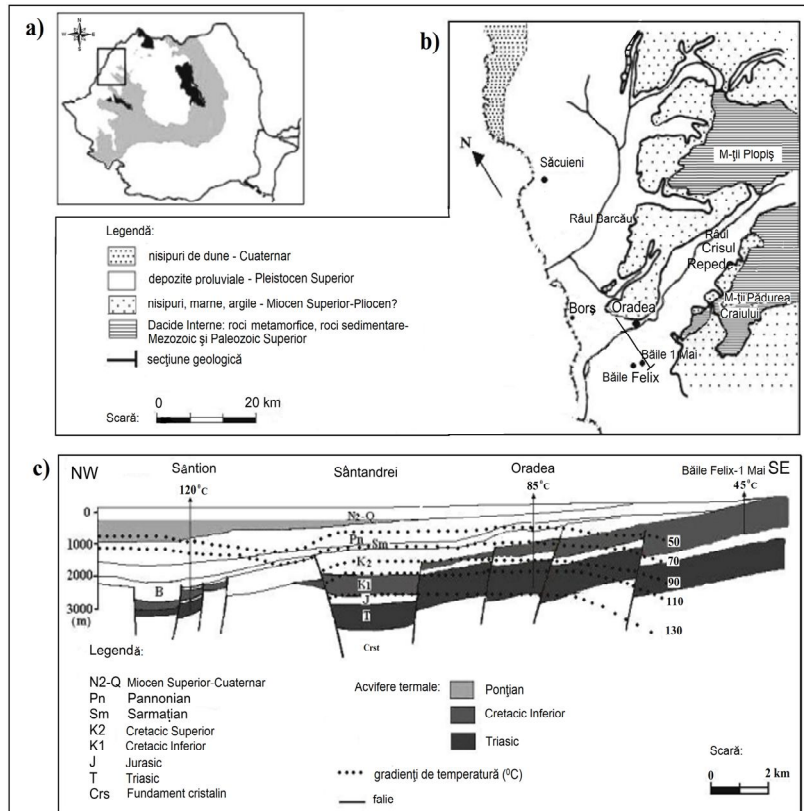 a)
N
S
b)
N
Săcuieni
M-ţii Plopiş
Râul Barcău
Râul
Crisul
Repede
M-ţii Pădurea
Craiului
Borş
Oradea
Băile 1 Mai
Băile Felix
Legendă:
nisipuri de dune - Cuaternar
depozite proluviale - Pleistocen Superior
nisipuri, marne, argile - Miocen Superior-Pliocen?
Dacide Interne: roci metamorfice, roci sedimentare-
Mezozoic şi Paleozoic Superior
secţiune geologică
0 20 km
Scară:
c)
NW
Sântion
Sântandrei
Oradea
Băile Felix-1 Mai
SE
120°C
85°C
45°C
0
1000
2000
3000
(m)
N2-Q
Pn
Sm
K2
K1
J
T
B
Crst
50
70
90
110
130
Legendă:
N2-Q Miocen Superior-Cuaternar
Pn Pannonian
Sm Sarmaţian
K2 Cretacic Superior
K1 Cretacic Inferior
J Jurasic
T Triasic
Crs Fundament cristalin
Acvifere termale:
Ponţian
Cretacic Inferior
Triasic
gradienţi de temperatură (⁰C)
falie
Scară:
0 2 km